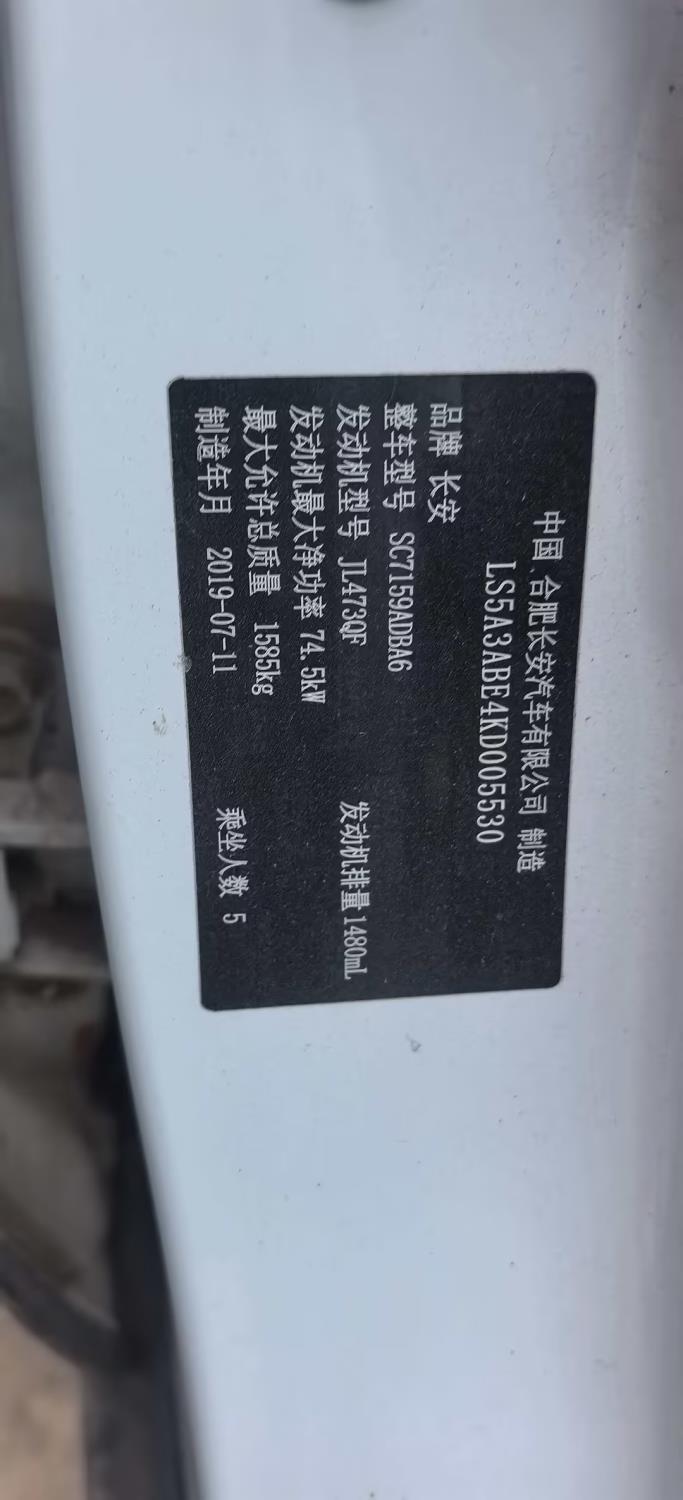 中国 合肥长安汽车有限公司 制造
LS5A3ABE4KD005530
品牌 长安
整车型号 SC7159ADBA6
发动机型号 JL473QF 发动机排量 1480mL
发动机最大净功率 74.5kW
最大允许总质量 1585kg
制造年月 2019-07-11 乘坐人数 5